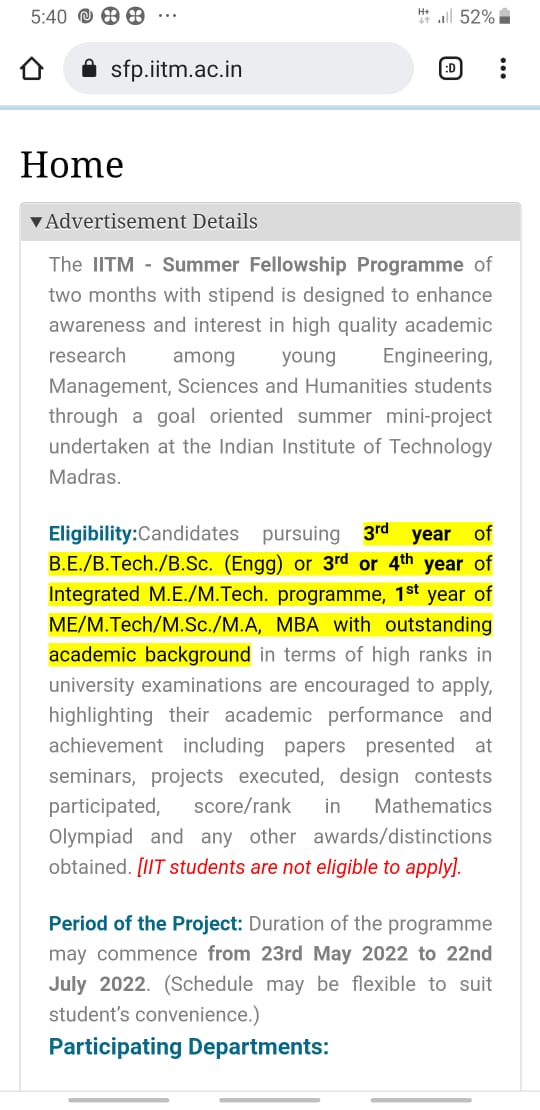 5:40 ... H+ 52%
sfp.iitm.ac.in :D
Home
▼Advertisement Details
The IITM - Summer Fellowship Programme of
two months with stipend is designed to enhance
awareness and interest in high quality academic
research among young Engineering,
Management, Sciences and Humanities students
through a goal oriented summer mini-project
undertaken at the Indian Institute of Technology
Madras.
Eligibility:Candidates pursuing 3rd year of
B.E./B.Tech./B.Sc. (Engg) or 3rd or 4th year of
Integrated M.E./M.Tech. programme, 1st year of
ME/M.Tech/M.Sc./M.A, MBA with outstanding
academic background in terms of high ranks in
university examinations are encouraged to apply,
highlighting their academic performance and
achievement including papers presented at
seminars, projects executed, design contests
participated, score/rank in Mathematics
Olympiad and any other awards/distinctions
obtained. [IIT students are not eligible to apply].
Period of the Project: Duration of the programme
may commence from 23rd May 2022 to 22nd
July 2022. (Schedule may be flexible to suit
student's convenience.)
Participating Departments: